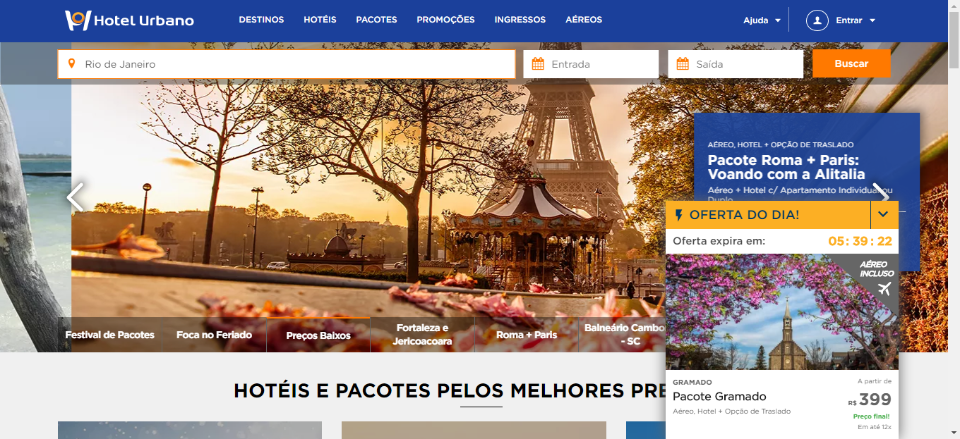 Hotel Urbano
DESTINOS HOTÉIS PACOTES PROMOÇÕES INGRESSOS AÉREOS
Ajuda Entrar
Rio de Janeiro Entrada Saída Buscar
AÉREO, HOTEL + OPÇÃO DE TRASLADO
Pacote Roma + Paris:
Voando com a Alitalia
Aéreo + Hotel c/ Apartamento Individual ou
OFERTA DO DIA!
Oferta expira em: 05: 39: 22
AÉREO
INCLUSO
Festival de Pacotes
Foca no Feriado
Preços Baixos
Fortaleza e
Jericoacoara
Roma + Paris
Balneário Cambo
- SC
HOTÉIS E PACOTES PELOS MELHORES PRE
GRAMADO
Pacote Gramado
Aéreo, Hotel + Opção de Traslado
A partir de
R$ 399
Preço final!
Em até 12x